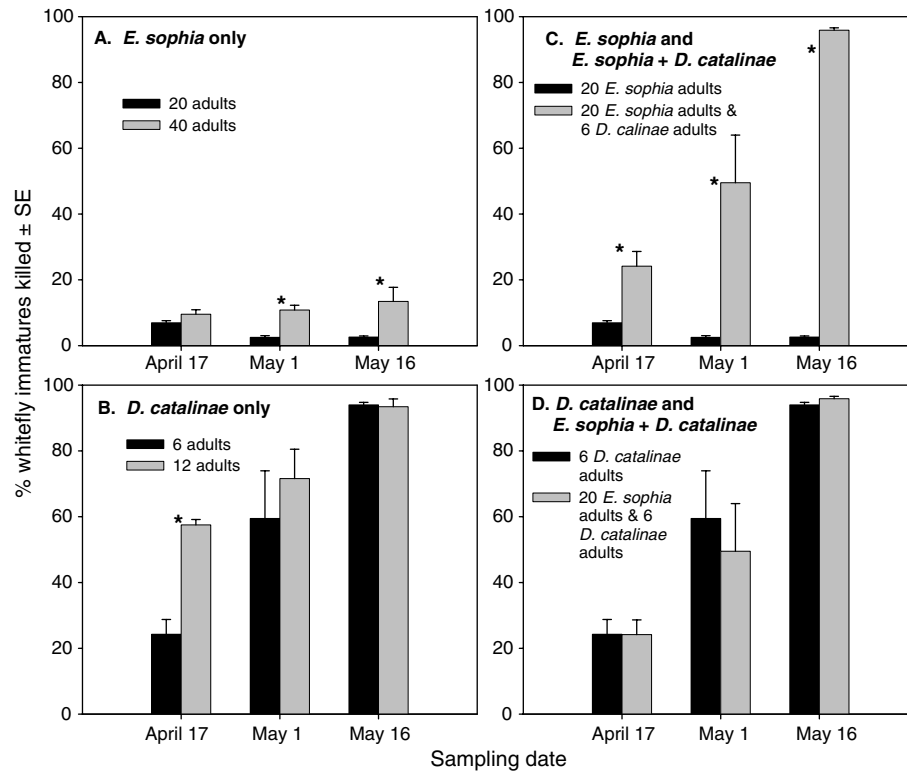 % whitefly immatures killed ± SE
100
80
60
40
20
0
A. E. sophia only
20 adults
40 adults
*
*
April 17
May 1
May 16
100
80
60
40
20
0
C. E. sophia and
E. sophia + D. catalinae
20 E. sophia adults
20 E. sophia adults &
6 D. calinae adults
*
*
*
April 17
May 1
May 16
100
80
60
40
20
0
B. D. catalinae only
6 adults
12 adults
*
April 17
May 1
May 16
100
80
60
40
20
0
D. D. catalinae and
E. sophia + D. catalinae
6 D. catalinae
adults
20 E. sophia
adults & 6
D. catalinae
adults
April 17
May 1
May 16
Sampling date